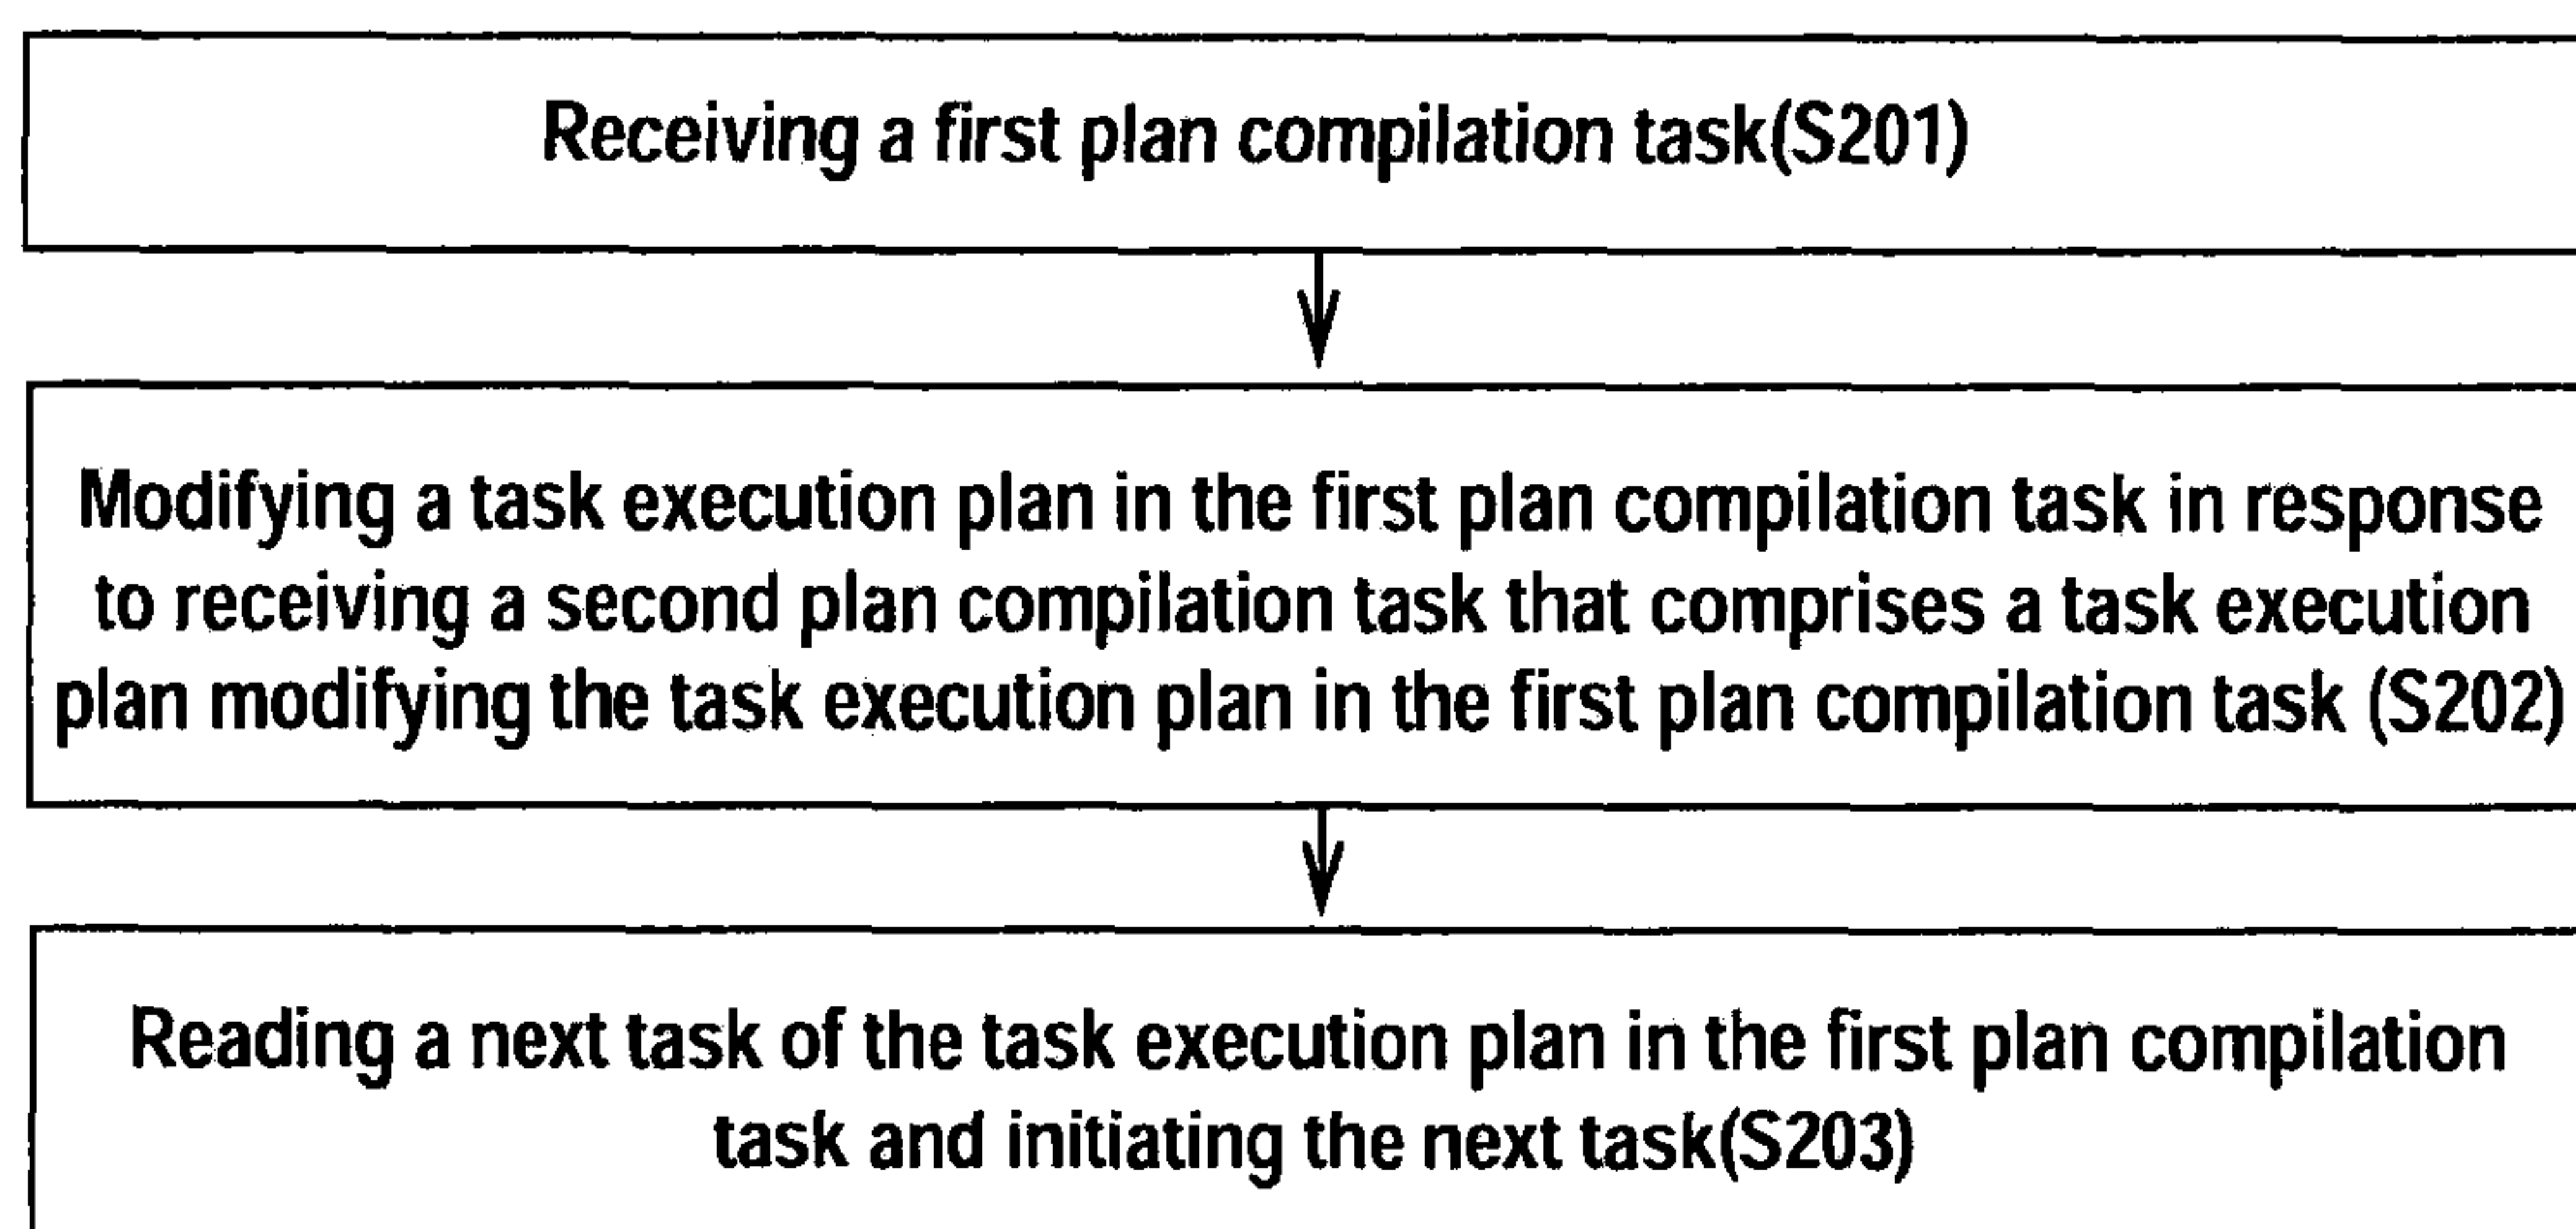 Receiving a first plan compilation task(S201)
Modifying a task execution plan in the first plan compilation task in response
to receiving a second plan compilation task that comprises a task execution
plan modifying the task execution plan in the first plan compilation task (S202)
Reading a next task of the task execution plan in the first plan compilation
task and initiating the next task(S203)